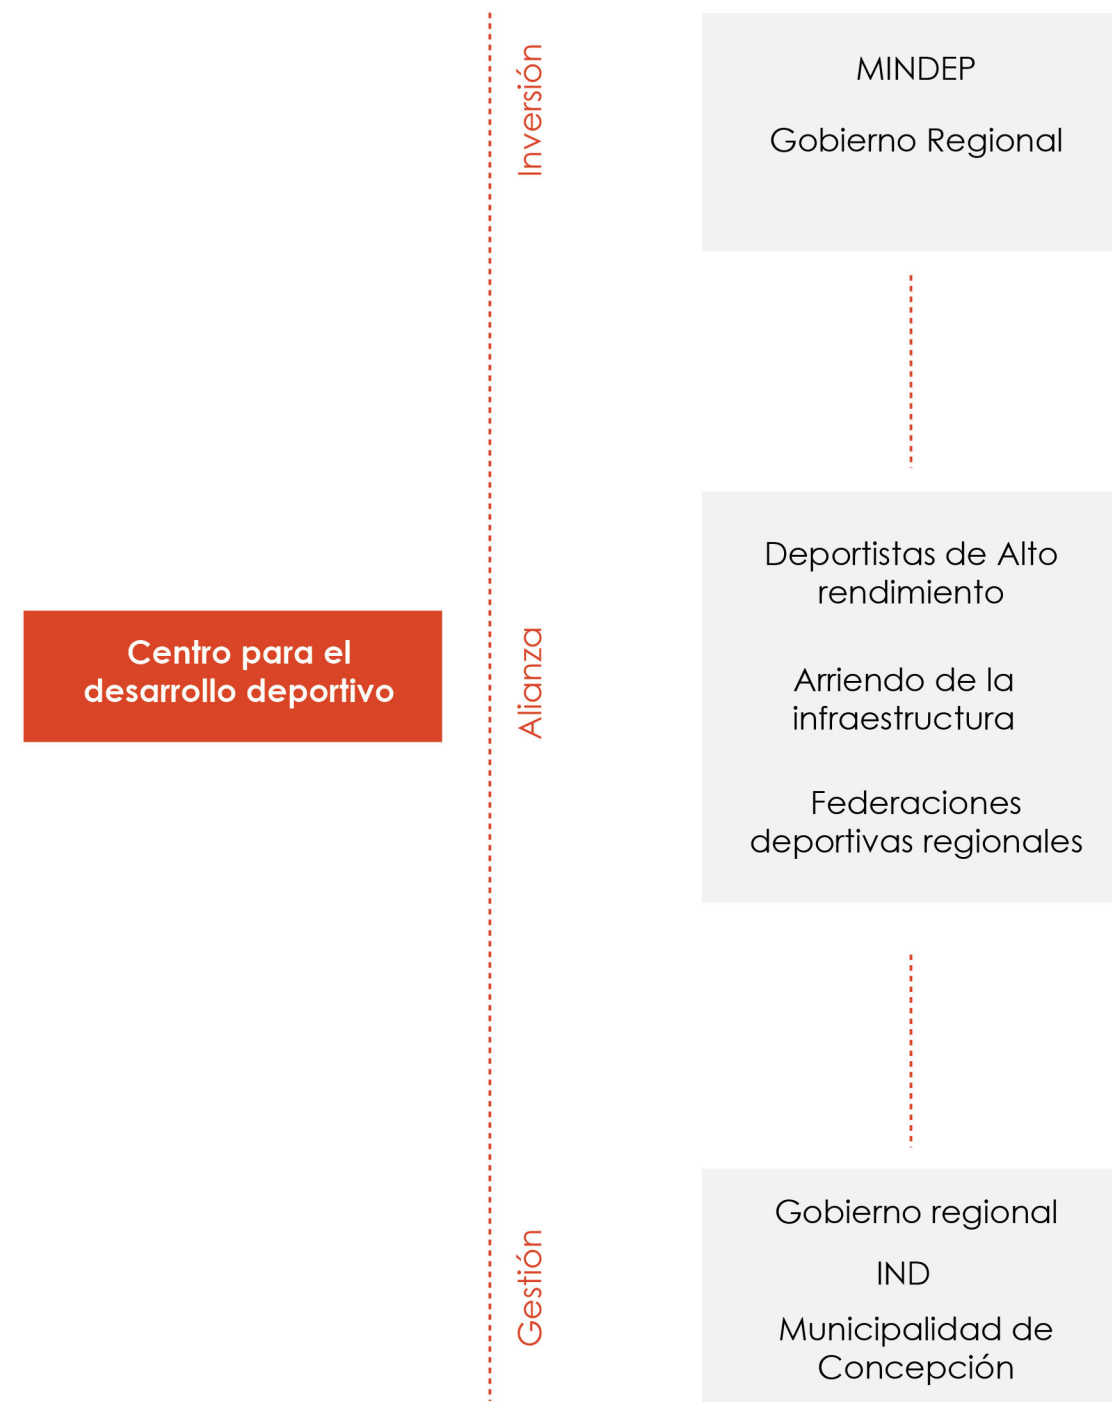 Inversión
MINDEP
Gobierno Regional
Centro para el
desarrollo deportivo
Alianza
Deportistas de Alto
rendimiento
Arriendo de la
infraestructura
Federaciones
deportivas regionales
Gestión
Gobierno regional
IND
Municipalidad de
Concepción